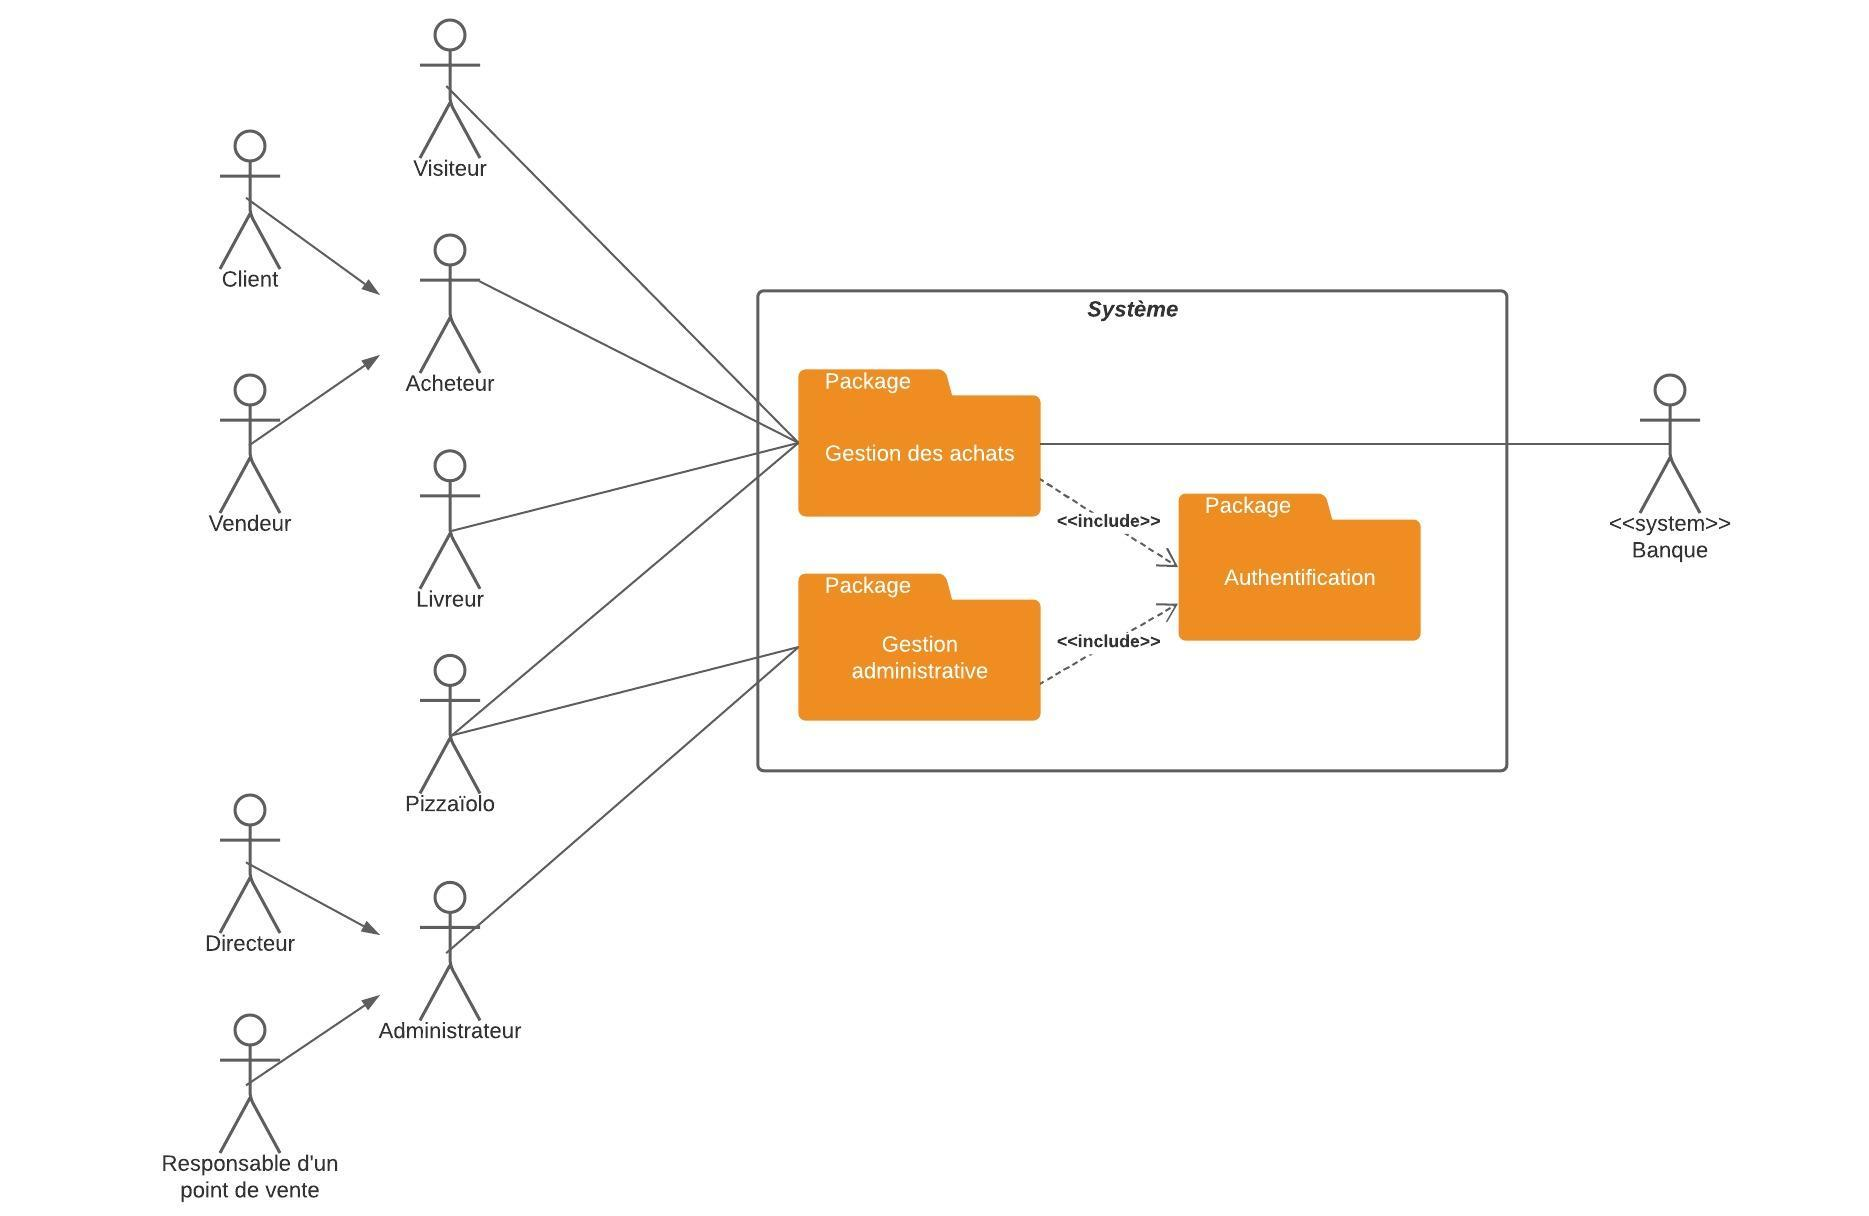 Visiteur
Client
Acheteur
Vendeur
Livreur
Pizzaïolo
Directeur
Administrateur
Responsable d'un
point de vente
Système
Package
Gestion des achats
<<include>>
Package
Authentification
Package
Gestion
administrative
<<include>>
<<system>>
Banque